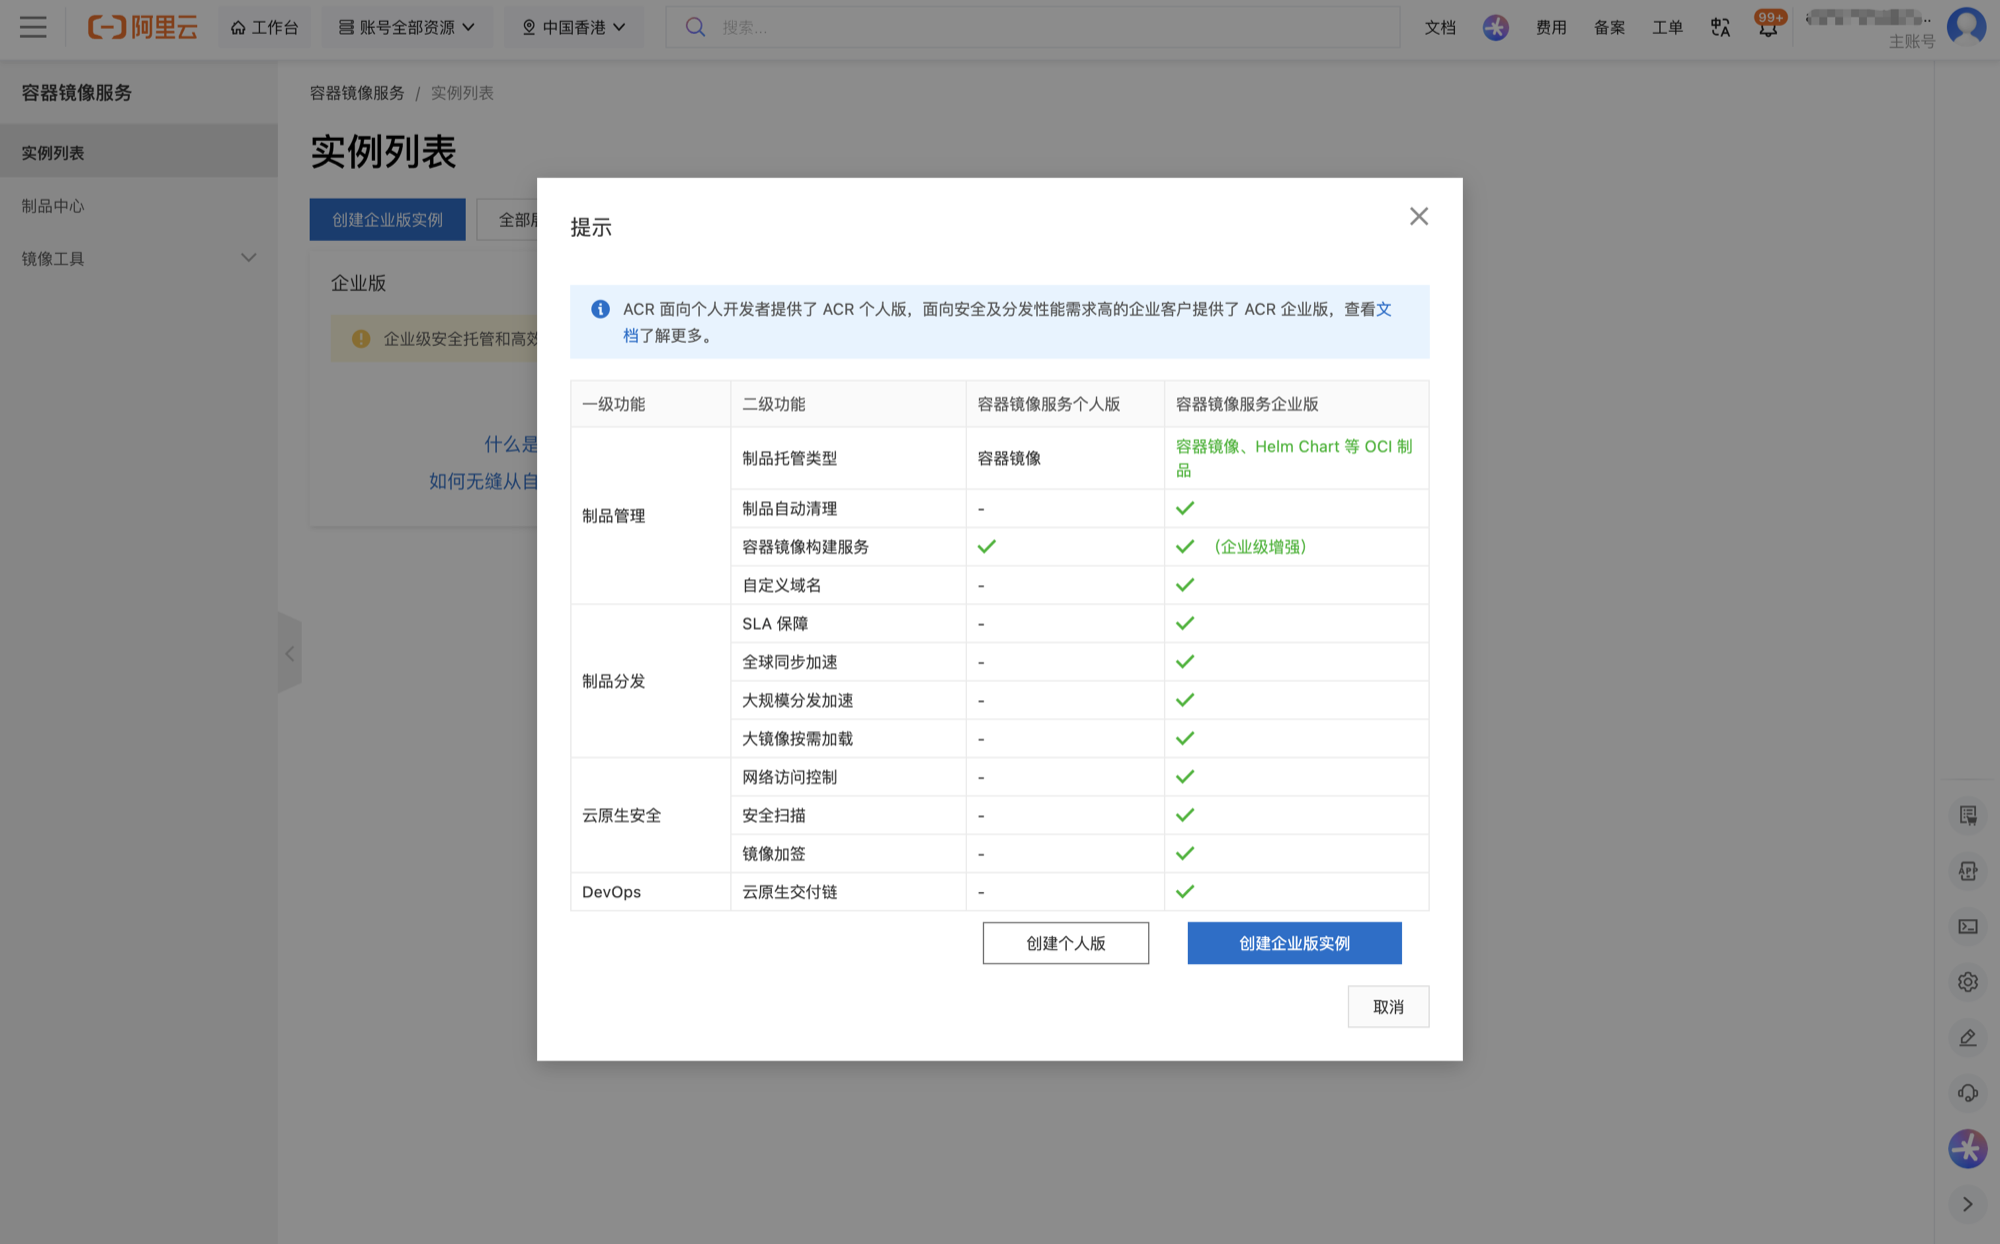 阿里云
工作台
账号全部资源
中国香港
搜索...
文档
费用
备案
工单
99+
主账号
容器镜像服务
实例列表
制品中心
镜像工具
容器镜像服务 / 实例列表
实例列表
创建企业版实例
全部
企业版
企业级安全托管和高效
什么是
如何无缝从自
提示
ACR 面向个人开发者提供了 ACR 个人版，面向安全及分发性能需求高的企业客户提供了 ACR 企业版，查看文
档了解更多。
一级功能 二级功能 容器镜像服务个人版 容器镜像服务企业版
制品管理
制品托管类型 容器镜像 容器镜像、Helm Chart 等 OCI 制
品
制品自动清理 -
容器镜像构建服务 （企业级增强）
自定义域名 -
制品分发
SLA 保障 -
全球同步加速 -
大规模分发加速 -
大镜像按需加载 -
云原生安全
网络访问控制 -
安全扫描 -
镜像加签 -
DevOps 云原生交付链 -
创建个人版
创建企业版实例
取消
APP